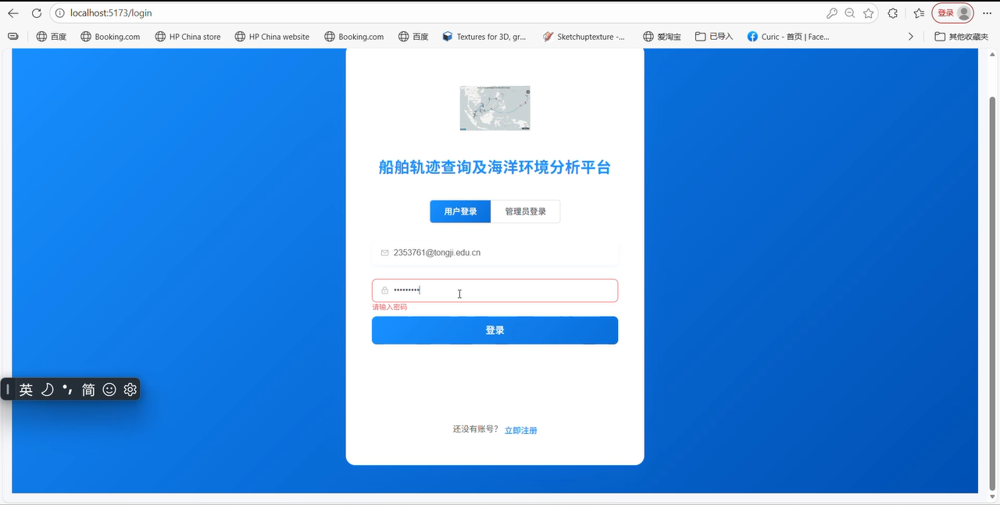 localhost:5173/login
登录
百度
Booking.com
HP China store
HP China website
Booking.com
百度
Textures for 3D, gr...
Sketchuptexture -...
爱淘宝
已导入
Curic - 首页 | Face...
其他收藏夹
船舶轨迹查询及海洋环境分析平台
用户登录
管理员登录
2353761@tongji.edu.cn
•••••••••
请输入密码
登录
英
简
还没有账号?
立即注册